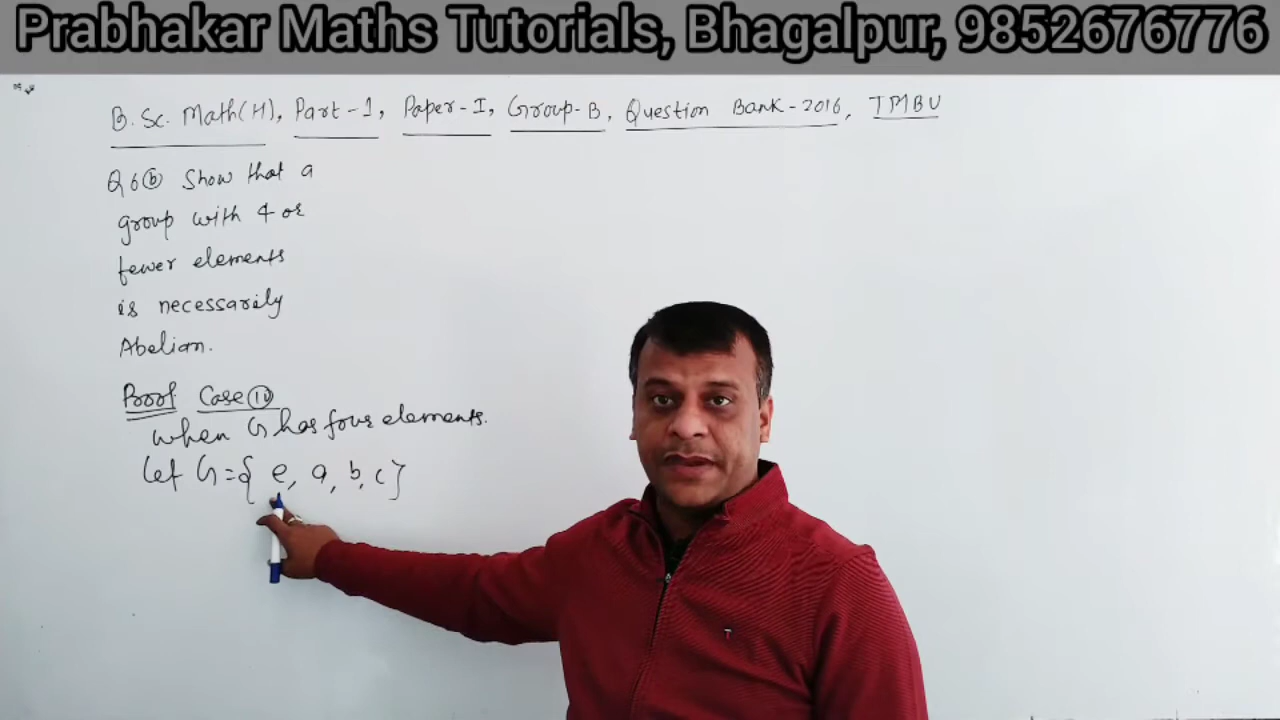 Prabhakar Maths Tutorials, Bhagalpur, 9852676776
B.Sc. Math(H), Part-1, Paper-I, Group-B, Question Bank-2016, TMBU
Q6(b) Show that a
group with 4 or
fewer elements
is necessarily
Abelian.
Proof Case
When G has four elements.
Let G={e, a, b, c}
T